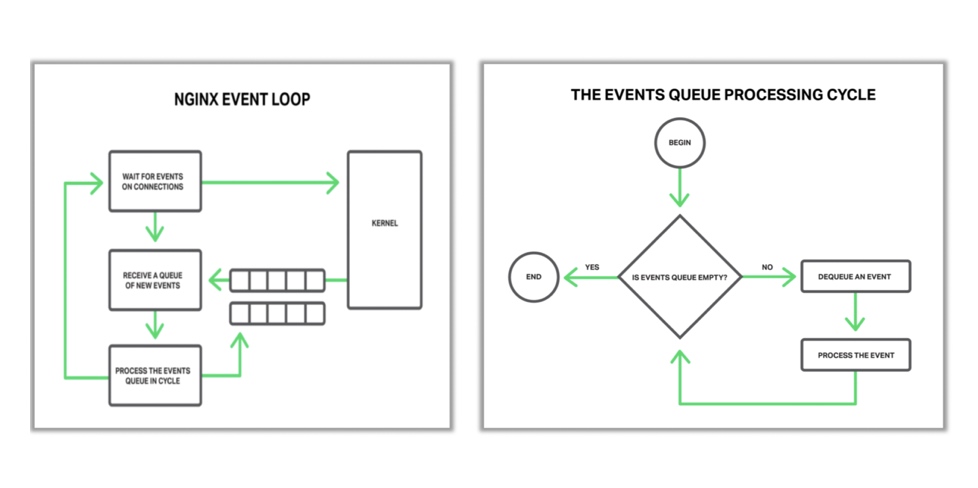 NGINX EVENT LOOP
WAIT FOR EVENTS
ON CONNECTIONS
KERNEL
RECEIVE A QUEUE
OF NEW EVENTS
PROCESS THE EVENTS
QUEUE IN CYCLE
THE EVENTS QUEUE PROCESSING CYCLE
BEGIN
IS EVENTS QUEUE EMPTY?
YES
END
NO
DEQUEUE AN EVENT
PROCESS THE EVENT